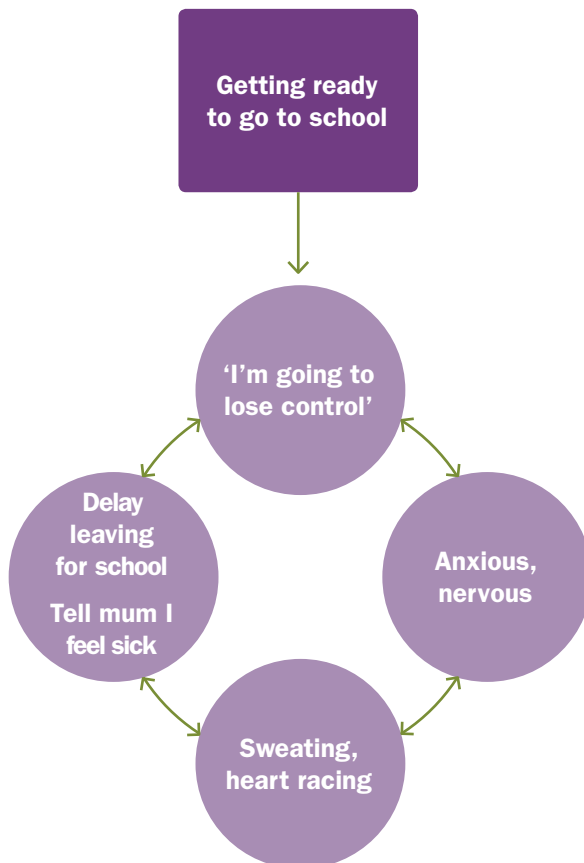 Getting ready
to go to school
‘I’m going to
lose control’
Delay
leaving
for school
Tell mum I
feel sick
Anxious,
nervous
Sweating,
heart racing